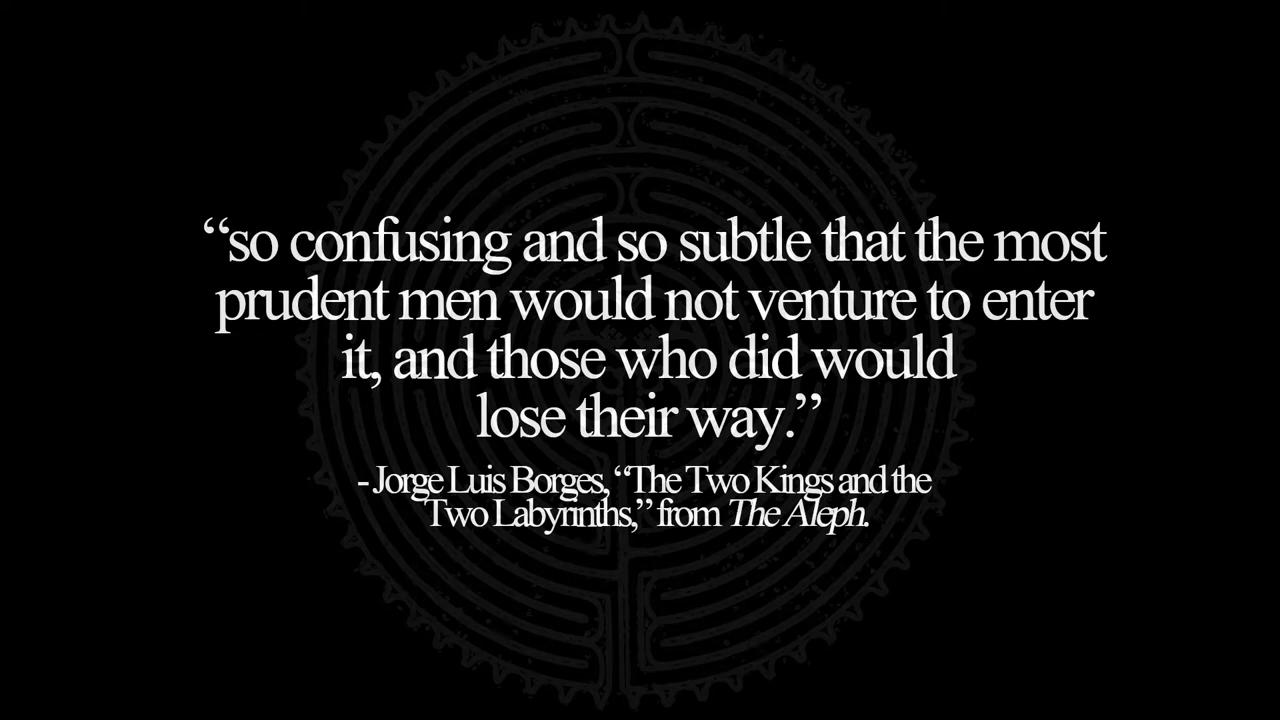 “so confusing and so subtle that the most
prudent men would not venture to enter
it, and those who did would
lose their way.”
- Jorge Luis Borges, “The Two Kings and the
Two Labyrinths,” from The Aleph.